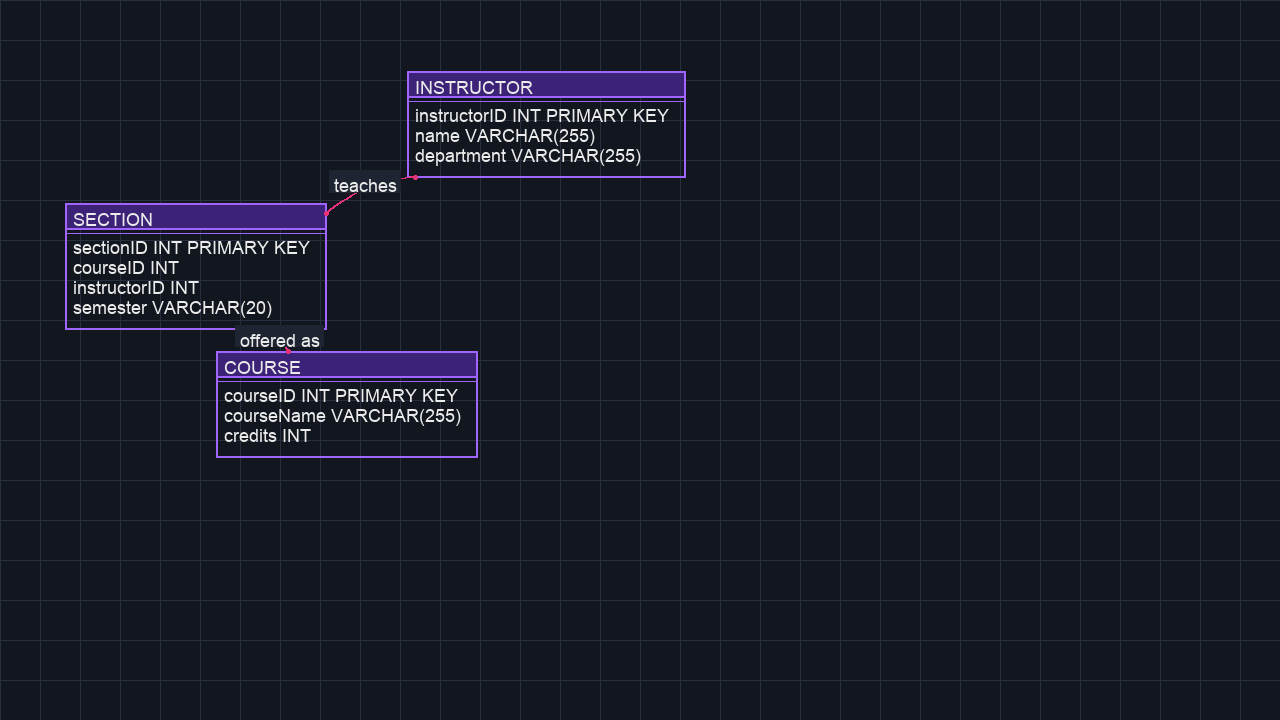 INSTRUCTOR
instructorID INT PRIMARY KEY
name VARCHAR(255)
department VARCHAR(255)
teaches
SECTION
sectionID INT PRIMARY KEY
courseID INT
instructorID INT
semester VARCHAR(20)
offered as
COURSE
courseID INT PRIMARY KEY
courseName VARCHAR(255)
credits INT